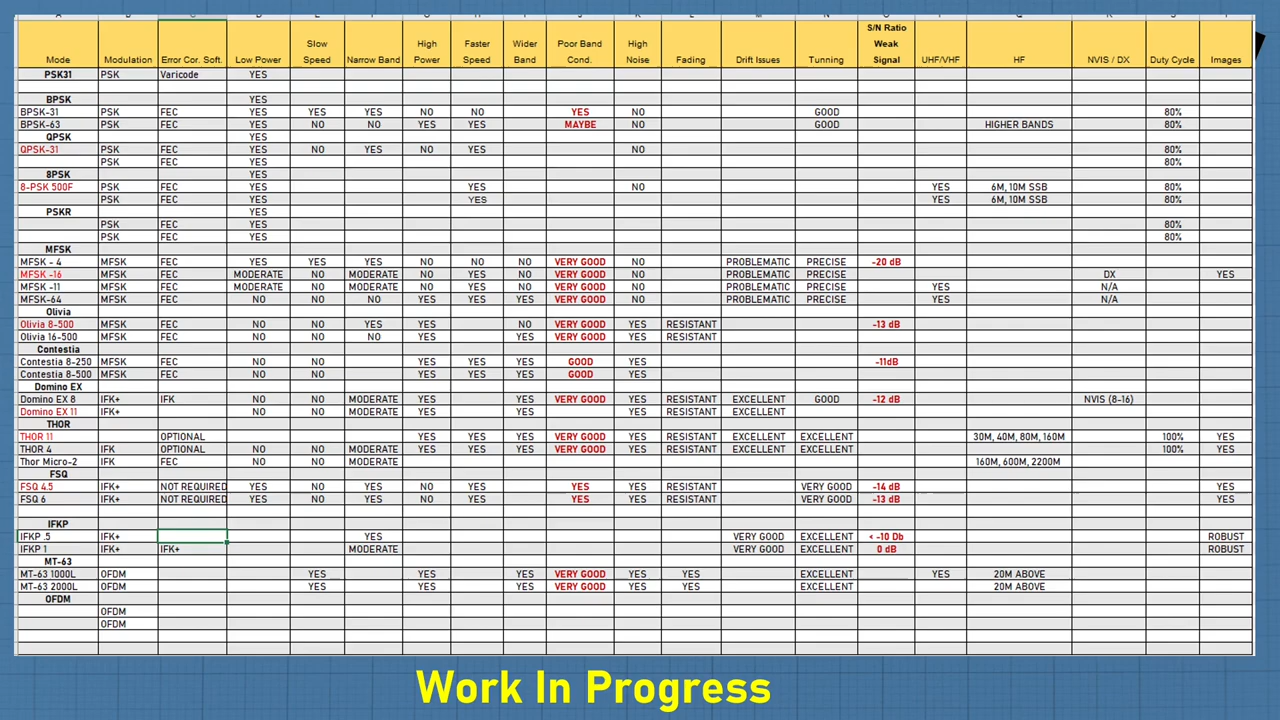 Mode Modulation Error Cor. Soft. Low Power Slow Speed Narrow Band High Power Faster Speed Wider Band Poor Band Cond. High Noise Fading Drift Issues Tunning S/N Ratio Weak Signal UHF/VHF HF NVIS / DX Duty Cycle Images
PSK31 PSK Varicode YES
BPSK YES
BPSK-31 PSK FEC YES YES YES NO NO YES NO GOOD 80%
BPSK-63 PSK FEC YES NO NO YES YES MAYBE NO GOOD HIGHER BANDS 80%
QPSK YES
QPSK-31 PSK FEC YES NO YES NO YES NO 80%
PSK FEC YES 80%
8PSK YES
8-PSK 500F PSK FEC YES YES NO YES 6M, 10M SSB 80%
PSK FEC YES YES YES 6M, 10M SSB 80%
PSKR YES
PSK FEC YES 80%
PSK FEC YES 80%
MFSK
MFSK - 4 MFSK FEC YES YES YES NO NO NO VERY GOOD NO PROBLEMATIC PRECISE -20 dB
MFSK -16 MFSK FEC MODERATE NO MODERATE NO YES NO VERY GOOD NO PROBLEMATIC PRECISE DX YES
MFSK -11 MFSK FEC MODERATE NO MODERATE NO YES YES VERY GOOD NO PROBLEMATIC PRECISE YES N/A
MFSK-64 MFSK FEC NO NO NO YES YES YES VERY GOOD NO PROBLEMATIC PRECISE YES N/A
Olivia
Olivia 8-500 MFSK FEC NO NO YES YES YES NO VERY GOOD YES RESISTANT -13 dB
Olivia 16-500 MFSK FEC NO NO NO YES YES YES VERY GOOD YES RESISTANT
Contestia
Contestia 8-250 MFSK FEC NO NO YES YES YES GOOD YES -11dB
Contestia 8-500 MFSK FEC NO NO YES YES YES GOOD YES
Domino EX
Domino EX 8 IFK+ IFK NO NO MODERATE YES YES YES VERY GOOD YES RESISTANT EXCELLENT GOOD -12 dB NVIS (8-16)
Domino EX 11 IFK+ NO NO MODERATE YES YES YES RESISTANT EXCELLENT
THOR
THOR 11 OPTIONAL YES YES YES VERY GOOD YES RESISTANT EXCELLENT EXCELLENT 30M, 40M, 80M, 160M 100% YES
THOR 4 IFK OPTIONAL NO NO MODERATE YES YES YES VERY GOOD YES RESISTANT EXCELLENT EXCELLENT 100% YES
Thor Micro-2 IFK FEC NO NO MODERATE 160M, 600M, 2200M
FSQ
FSQ 4.5 IFK+ NOT REQUIRED YES NO YES NO YES YES YES YES RESISTANT VERY GOOD -14 dB YES
FSQ 6 IFK+ NOT REQUIRED YES NO YES NO YES YES YES YES RESISTANT VERY GOOD -13 dB YES
IFKP
IFKP .5 IFK+ YES VERY GOOD EXCELLENT < -10 Db ROBUST
IFKP 1 IFK+ IFK+ MODERATE VERY GOOD EXCELLENT 0 dB ROBUST
MT-63
MT-63 1000L OFDM YES YES YES VERY GOOD YES YES EXCELLENT YES 20M ABOVE
MT-63 2000L OFDM YES YES YES VERY GOOD YES YES EXCELLENT 20M ABOVE
OFDM
OFDM
OFDM
Work In Progress